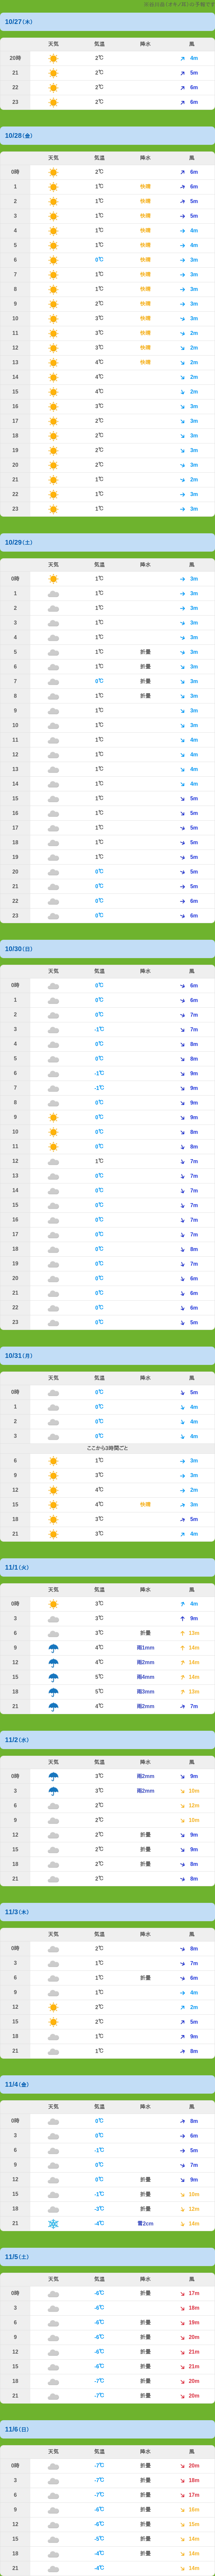 10/27(木)
天気 気温 降水 風
20時 2℃ 4m
21 2℃ 5m
22 2℃ 6m
23 2℃ 6m
10/28(金)
天気 気温 降水 風
0時 2℃ 6m
1 1℃ 快晴 6m
2 1℃ 快晴 5m
3 1℃ 快晴 5m
4 1℃ 快晴 4m
5 1℃ 快晴 4m
6 0℃ 快晴 3m
7 1℃ 快晴 3m
8 1℃ 快晴 3m
9 2℃ 快晴 3m
10 3℃ 快晴 3m
11 3℃ 快晴 2m
12 3℃ 快晴 2m
13 4℃ 快晴 2m
14 4℃ 2m
15 4℃ 2m
16 3℃ 3m
17 2℃ 3m
18 2℃ 3m
19 2℃ 3m
20 2℃ 3m
21 1℃ 2m
22 1℃ 3m
23 1℃ 3m
10/29(土)
天気 気温 降水 風
0時 1℃ 3m
1 1℃ 3m
2 1℃ 3m
3 1℃ 3m
4 1℃ 3m
5 1℃ 折曇 3m
6 1℃ 折曇 3m
7 0℃ 折曇 3m
8 1℃ 折曇 3m
9 1℃ 3m
10 1℃ 3m
11 1℃ 4m
12 1℃ 4m
13 1℃ 4m
14 1℃ 4m
15 1℃ 5m
16 1℃ 5m
17 1℃ 5m
18 1℃ 5m
19 1℃ 5m
20 0℃ 5m
21 0℃ 5m
22 0℃ 6m
23 0℃ 6m
10/30(日)
天気 気温 降水 風
0時 0℃ 6m
1 0℃ 6m
2 0℃ 7m
3 -1℃ 7m
4 0℃ 8m
5 0℃ 8m
6 -1℃ 9m
7 -1℃ 9m
8 0℃ 9m
9 0℃ 9m
10 0℃ 8m
11 0℃ 8m
12 1℃ 7m
13 0℃ 7m
14 0℃ 7m
15 0℃ 7m
16 0℃ 7m
17 0℃ 7m
18 0℃ 8m
19 0℃ 7m
20 0℃ 6m
21 0℃ 6m
22 0℃ 6m
23 0℃ 5m
10/31(月)
天気 気温 降水 風
0時 0℃ 5m
1 0℃ 4m
2 0℃ 4m
3 0℃ 4m
ここから3時間ごと
6 1℃ 3m
9 3℃ 3m
12 4℃ 2m
15 4℃ 快晴 3m
18 3℃ 5m
21 3℃ 4m
11/1(火)
天気 気温 降水 風
0時 3℃ 4m
3 3℃ 9m
6 3℃ 折曇 13m
9 4℃ 雨1mm 14m
12 4℃ 雨2mm 14m
15 5℃ 雨4mm 14m
18 5℃ 雨3mm 13m
21 4℃ 雨2mm 7m
11/2(水)
天気 気温 降水 風
0時 3℃ 雨2mm 9m
3 3℃ 雨2mm 10m
6 2℃ 12m
9 2℃ 10m
12 2℃ 折曇 9m
15 2℃ 折曇 9m
18 2℃ 折曇 8m
21 2℃ 8m
11/3(木)
天気 気温 降水 風
0時 2℃ 8m
3 1℃ 7m
6 1℃ 折曇 6m
9 1℃ 4m
12 2℃ 2m
15 2℃ 5m
18 1℃ 9m
21 1℃ 8m
11/4(金)
天気 気温 降水 風
0時 0℃ 8m
3 0℃ 6m
6 -1℃ 5m
9 0℃ 7m
12 0℃ 折曇 9m
15 -1℃ 折曇 10m
18 -3℃ 折曇 12m
21 -4℃ 雪2cm 14m
11/5(土)
天気 気温 降水 風
0時 -6℃ 折曇 17m
3 -6℃ 18m
6 -6℃ 折曇 19m
9 -6℃ 折曇 20m
12 -6℃ 折曇 21m
15 -6℃ 折曇 21m
18 -7℃ 折曇 20m
21 -7℃ 折曇 20m
11/6(日)
天気 気温 降水 風
0時 -7℃ 折曇 20m
3 -7℃ 折曇 18m
6 -7℃ 折曇 17m
9 -6℃ 折曇 16m
12 -6℃ 折曇 15m
15 -5℃ 折曇 14m
18 -4℃ 折曇 14m
21 -4℃ 14m